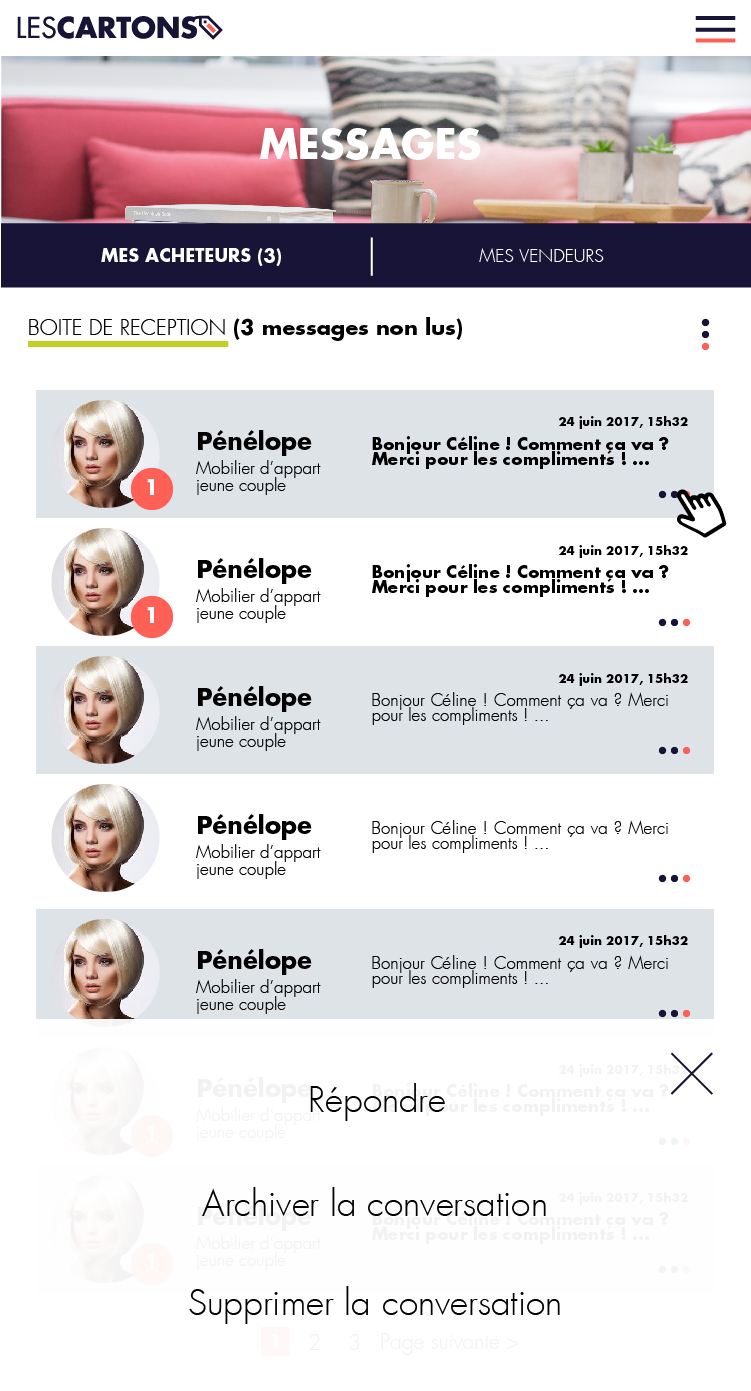 LESCARTONS
MESSAGES
MES ACHETEURS (3)
MES VENDEURS
BOITE DE RECEPTION (3 messages non lus)
24 juin 2017, 15h32
Pénélope
Bonjour Céline ! Comment ça va ?
Merci pour les compliments ! ...
Mobilier d'appart
jeune couple
1
24 juin 2017, 15h32
Pénélope
Bonjour Céline ! Comment ça va ?
Merci pour les compliments ! ...
Mobilier d'appart
jeune couple
1
24 juin 2017, 15h32
Pénélope
Bonjour Céline ! Comment ça va ? Merci
pour les compliments ! ...
Mobilier d'appart
jeune couple
Pénélope
Bonjour Céline ! Comment ça va ? Merci
pour les compliments ! ...
Mobilier d'appart
jeune couple
24 juin 2017, 15h32
Pénélope
Bonjour Céline ! Comment ça va ? Merci
pour les compliments ! ...
Mobilier d'appart
jeune couple
24 juin 2017, 15h32
Pénélope
Bonjour Céline ! Comment ça va ?
Répondre
Merci pour les compliments ! ...
Mobilier d'appart
jeune couple
1
24 juin 2017, 15h32
Archiver la conversation
Pénélope
Bonjour Céline ! Comment ça va ?
Merci pour les compliments ! ...
Mobilier d'appart
jeune couple
1
Supprimer la conversation
1 2 3 Page suivante >